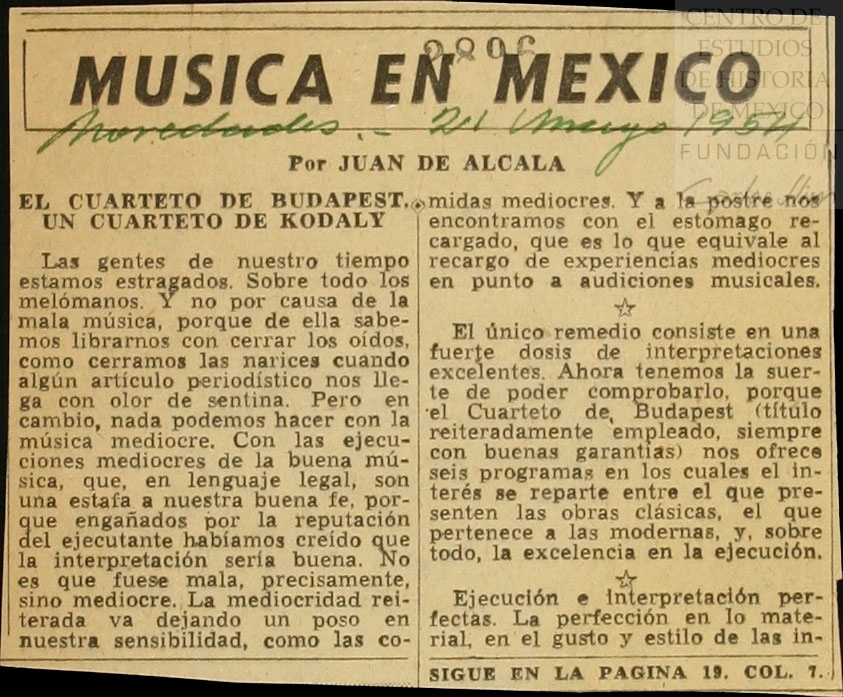 CENTRO DE
ESTUDIOS
DE HISTORIA
DE MEXICO
FUNDACIÓN
2896
MUSICA EN MEXICO
Novedades.- 21 Mayo 1954
Por JUAN DE ALCALA
EL CUARTETO DE BUDAPEST.
UN CUARTETO DE KODALY
Las gentes de nuestro tiempo
estamos estragados. Sobre todo los
melómanos. Y no por causa de la
mala música, porque de ella sabe-
mos librarnos con cerrar los oídos,
como cerramos las narices cuando
algún artículo periodístico nos lle-
ga con olor de sentina. Pero en
cambio, nada podemos hacer con la
música mediocre. Con las ejecu-
ciones mediocres de la buena mú-
sica, que, en lenguaje legal, son
una estafa a nuestra buena fe, por-
que engañados por la reputación
del ejecutante habíamos creído que
la interpretación sería buena. No
es que fuese mala, precisamente,
sino mediocre. La mediocridad rei-
terada va dejando un poso en
nuestra sensibilidad, como las co-
midas mediocres. Y a la postre nos
encontramos con el estómago re-
cargado, que es lo que equivale al
recargo de experiencias mediocres
en punto a audiciones musicales.
El único remedio consiste en una
fuerte dosis de interpretaciones
excelentes. Ahora tenemos la suer-
te de poder comprobarlo, porque
el Cuarteto de Budapest (título
reiteradamente empleado, siempre
con buenas garantías) nos ofrece
seis programas en los cuales el in-
terés se reparte entre el que pre-
senten las obras clásicas, el que
pertenece a las modernas, y, sobre
todo, la excelencia en la ejecución.
Ejecución e interpretación per-
fectas. La perfección en lo mate-
rial, en el gusto y estilo de las in-
SIGUE EN LA PAGINA 19. COL. 7.